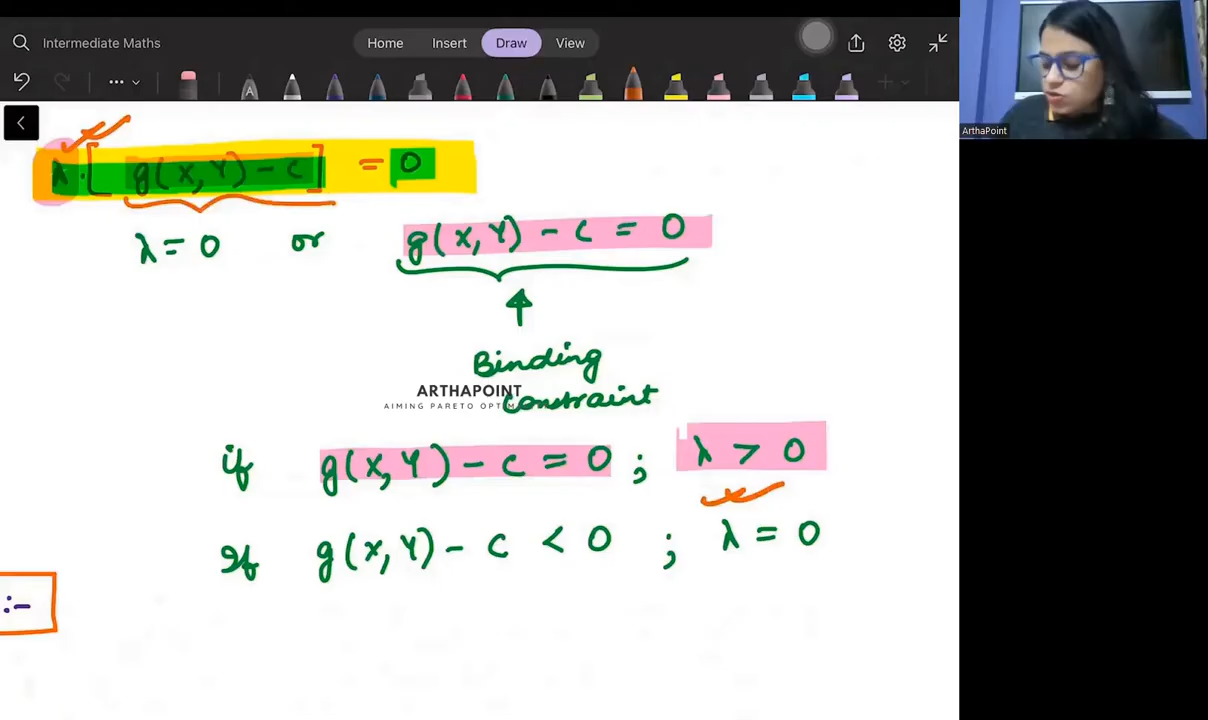 Intermediate Maths
Home Insert Draw View
A
λ · [ g(X, Y) - c ] = 0
λ = 0 or g(X, Y) - c = 0
Binding
constraint
ARTHAPOINT
AIMING PARETO
if g(X, Y) - c = 0 ; λ > 0
If g(X, Y) - c < 0 ; λ = 0
:-
ArthaPoint